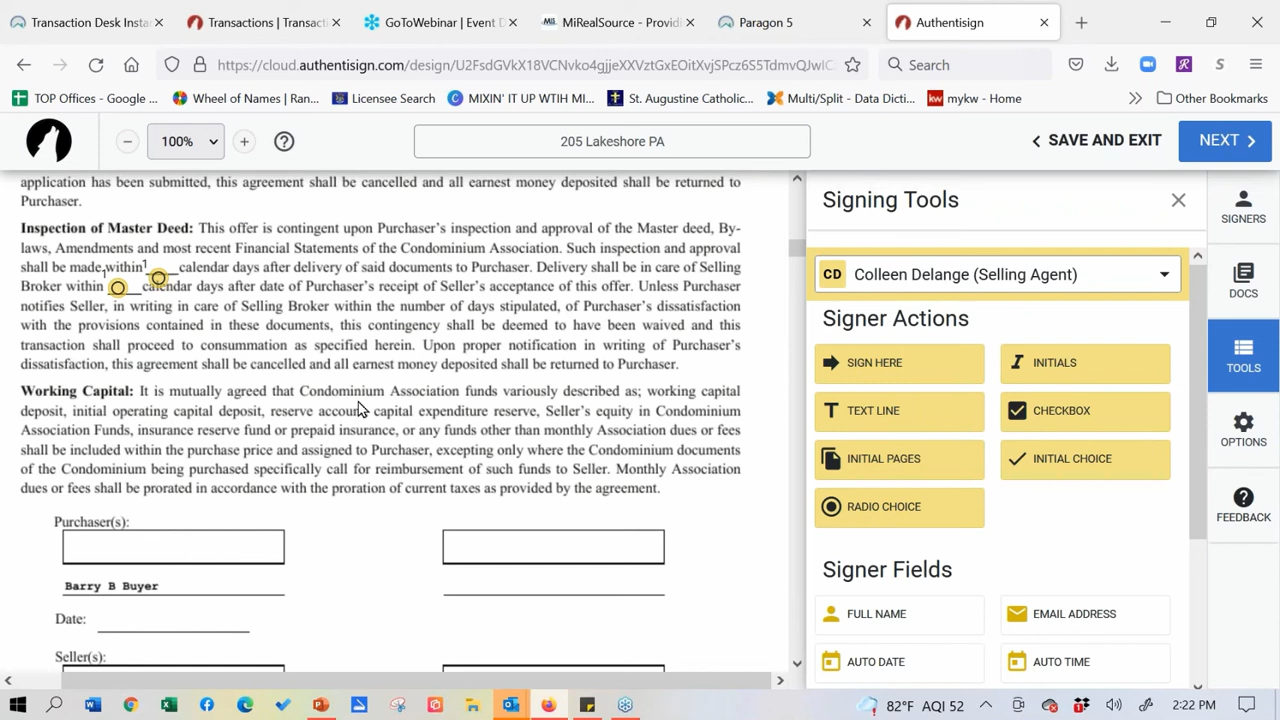 Transaction Desk Insta
Transactions | Transact
GoToWebinar | Event D
MiS
MiRealSource - Providi
Paragon 5
Authentisign
https://cloud.authentisign.com/design/
Search
TOP Offices - Google ...
Wheel of Names | Ran...
Licensee Search
MIXIN' IT UP WTIH MI...
St. Augustine Catholic...
Multi/Split - Data Dicti...
kw mykw - Home
Other Bookmarks
100%
205 Lakeshore PA
SAVE AND EXIT
NEXT
application has been submitted, this agreement shall be cancelled and all earnest money deposited shall be returned to
Purchaser.
Inspection of Master Deed: This offer is contingent upon Purchaser's inspection and approval of the Master deed, By-
laws, Amendments and most recent Financial Statements of the Condominium Association. Such inspection and approval
shall be made within ___ calendar days after delivery of said documents to Purchaser. Delivery shall be in care of Selling
Broker within ___ calendar days after date of Purchaser's receipt of Seller's acceptance of this offer. Unless Purchaser
notifies Seller, in writing in care of Selling Broker within the number of days stipulated, of Purchaser's dissatisfaction
with the provisions contained in these documents, this contingency shall be deemed to have been waived and this
transaction shall proceed to consummation as specified herein. Upon proper notification in writing of Purchaser's
dissatisfaction, this agreement shall be cancelled and all earnest money deposited shall be returned to Purchaser.
Working Capital: It is mutually agreed that Condominium Association funds variously described as; working capital
deposit, initial operating capital deposit, reserve account, capital expenditure reserve, Seller's equity in Condominium
Association Funds, insurance reserve fund or prepaid insurance, or any funds other than monthly Association dues or fees
shall be included within the purchase price and assigned to Purchaser, excepting only where the Condominium documents
of the Condominium being purchased specifically call for reimbursement of such funds to Seller. Monthly Association
dues or fees shall be prorated in accordance with the proration of current taxes as provided by the agreement.
Purchaser(s):
Barry B Buyer
Date:
Seller(s):
Signing Tools
CD Colleen Delange (Selling Agent)
Signer Actions
SIGN HERE
INITIALS
TEXT LINE
CHECKBOX
INITIAL PAGES
INITIAL CHOICE
RADIO CHOICE
Signer Fields
FULL NAME
EMAIL ADDRESS
AUTO DATE
AUTO TIME
SIGNERS
DOCS
TOOLS
OPTIONS
FEEDBACK
82°F AQI 52
2:22 PM